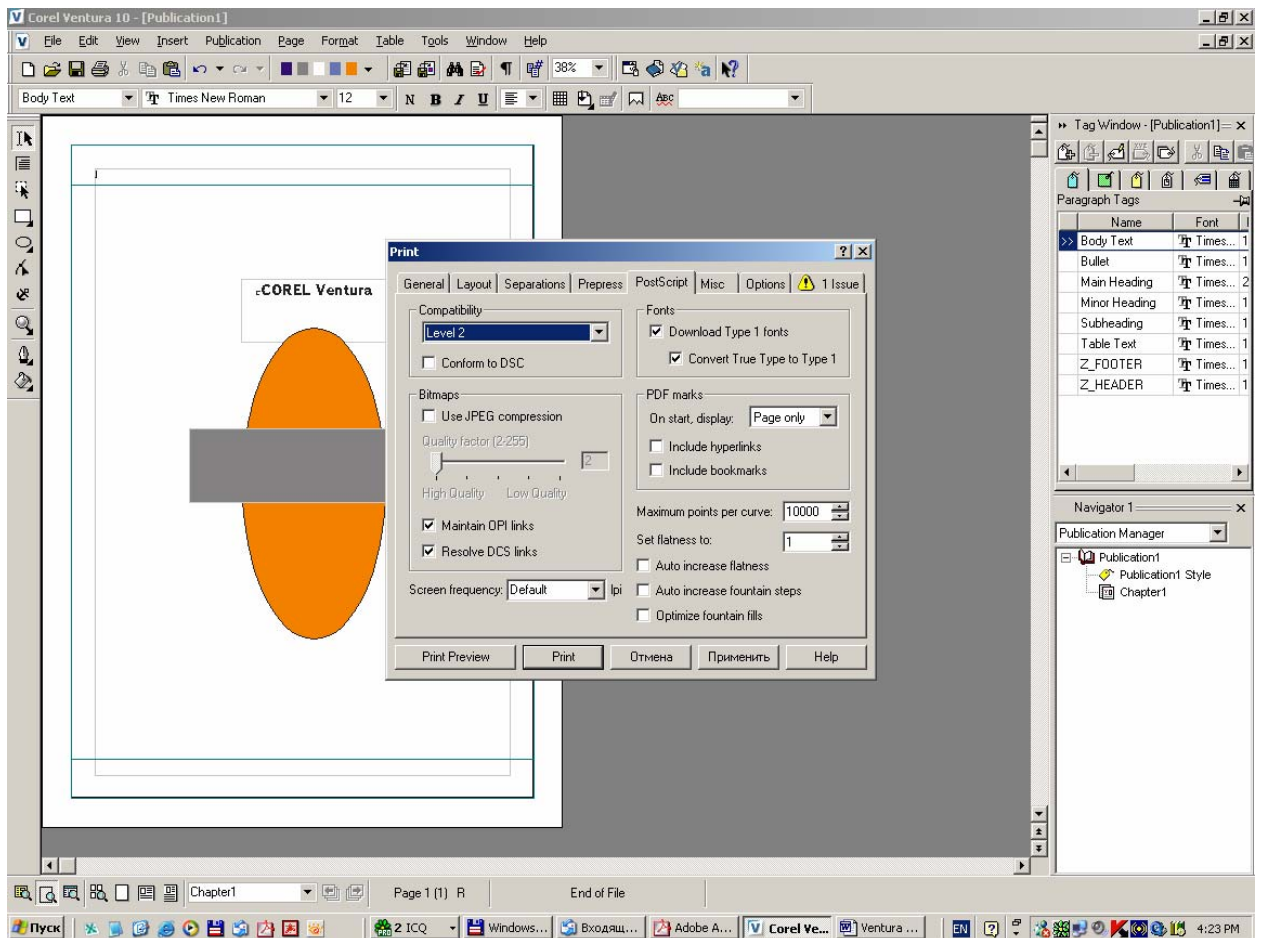 Corel Ventura 10 - [Publication1]
File Edit View Insert Publication Page Format Table Tools Window Help
38%
Body Text Times New Roman 12 N B I U ABC
Tag Window - [Publication1]
Paragraph Tags
Name Font
>> Body Text Times... 1
Bullet Times... 1
Main Heading Times... 2
Minor Heading Times... 1
Subheading Times... 1
Table Text Times... 1
Z_FOOTER Times... 1
Z_HEADER Times... 1
COREL Ventura
Print
General Layout Separations Prepress PostScript Misc Options 1 Issue
Compatibility
Level 2
Conform to DSC
Bitmaps
Use JPEG compression
Quality factor (2-255)
2
High Quality Low Quality
Maintain OPI links
Resolve DCS links
Screen frequency: Default lpi
Fonts
Download Type 1 fonts
Convert True Type to Type 1
PDF marks
On start, display: Page only
Include hyperlinks
Include bookmarks
Maximum points per curve: 10000
Set flatness to: 1
Auto increase flatness
Auto increase fountain steps
Optimize fountain fills
Print Preview Print Отмена Применить Help
Navigator 1
Publication Manager
Publication1
Publication1 Style
Chapter1
Chapter1 Page 1 (1) R End of File
Пуск 2 ICQ Windows... Входящ... Adobe A... Corel Ve... Ventura ... EN 4:23 PM